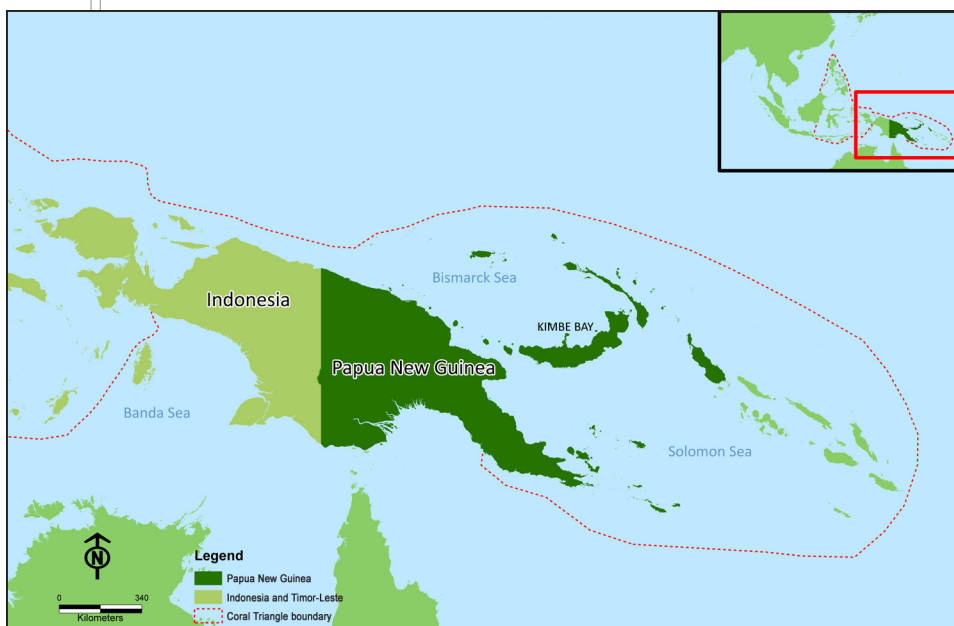 Bismarck Sea
Indonesia
KIMBE BAY
Papua New Guinea
Banda Sea
Solomon Sea
N
Legend
Papua New Guinea
Indonesia and Timor-Leste
Coral Triangle boundary
0 340
Kilometers